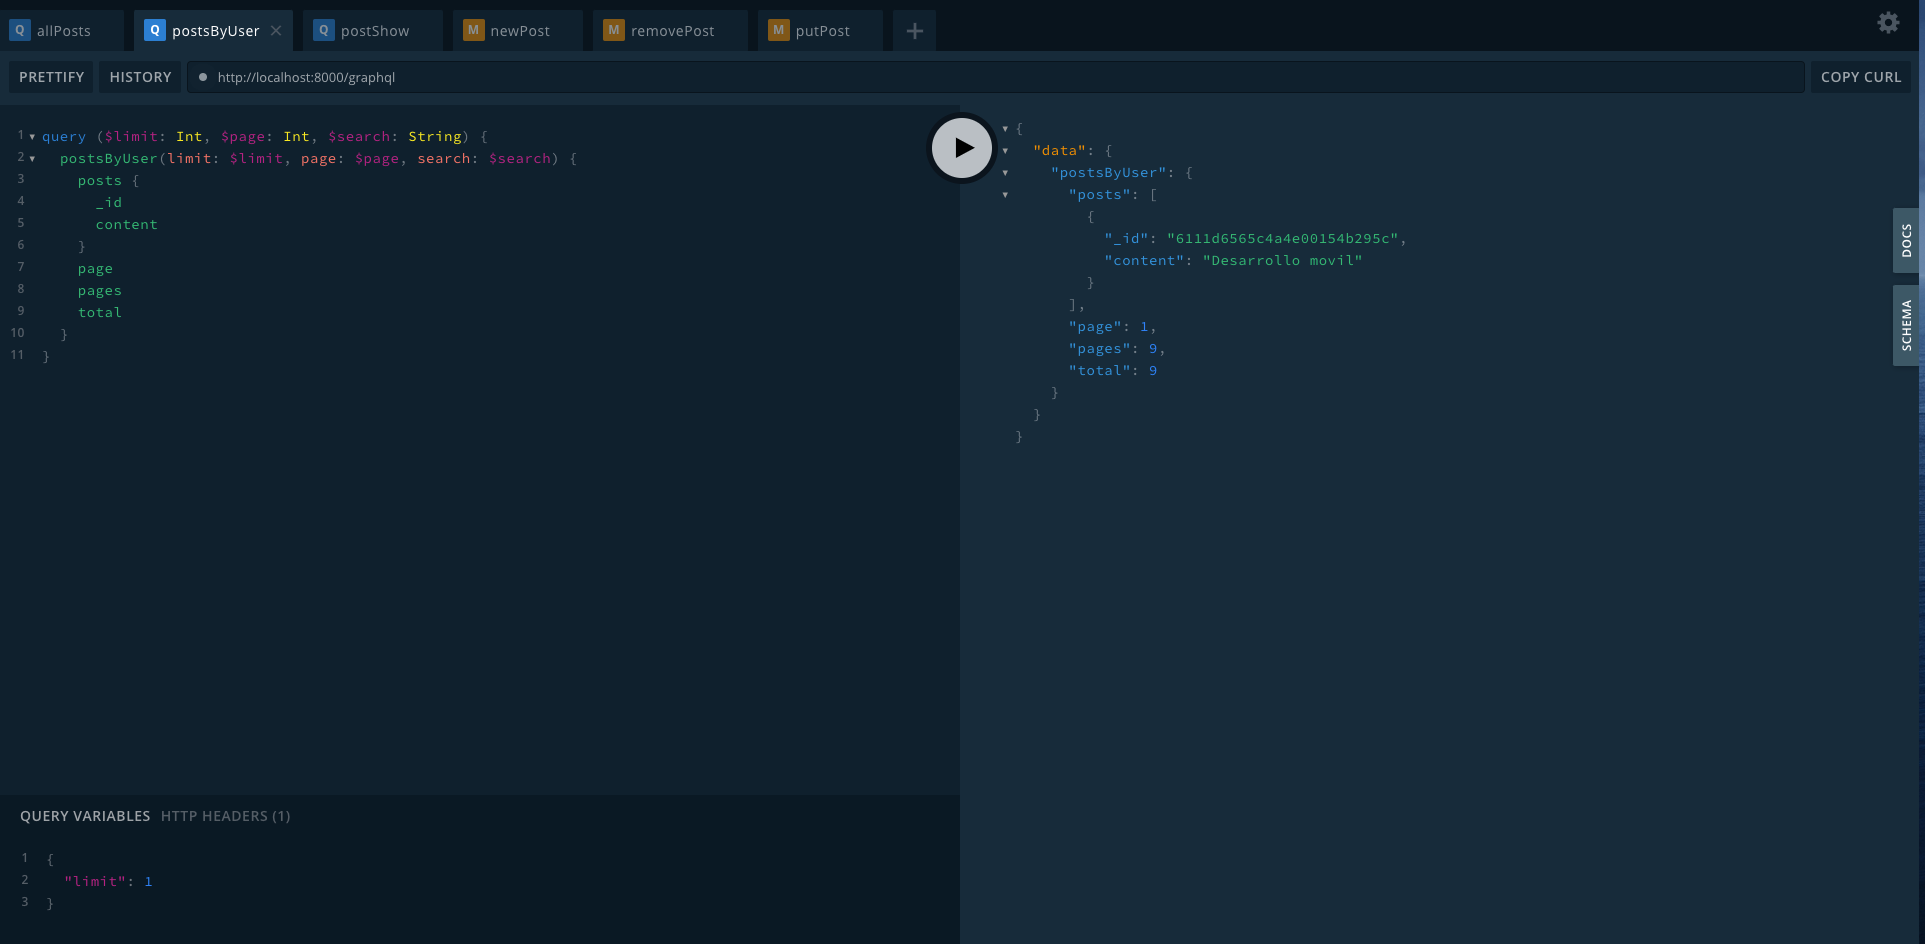 Q allPosts Q postsByUser × Q postShow M newPost M removePost M putPost +
PRETTIFY HISTORY http://localhost:8000/graphql COPY CURL
1 query ($limit: Int, $page: Int, $search: String) {
2 postsByUser(limit: $limit, page: $page, search: $search) {
3 posts {
4 _id
5 content
6 }
7 page
8 pages
9 total
10 }
11 }
{
"data": {
"postsByUser": {
"posts": [
{
"_id": "6111d6565c4a4e00154b295c",
"content": "Desarrollo movil"
}
],
"page": 1,
"pages": 9,
"total": 9
}
}
}
DOCS
SCHEMA
QUERY VARIABLES HTTP HEADERS (1)
1 {
2 "limit": 1
3 }